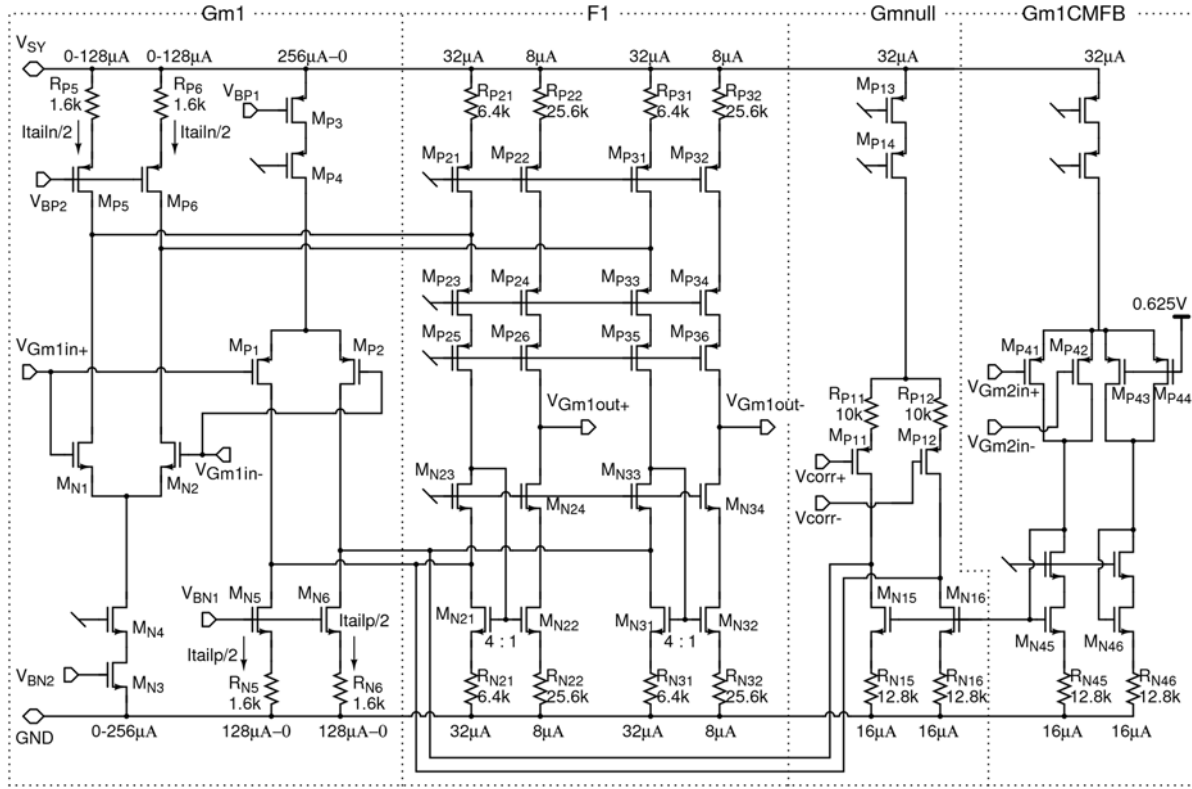 Gm1 F1 Gmnull Gm1CMFB
VSY 0-128µA 0-128µA 256µA–0 32µA 8µA 32µA 8µA 32µA 32µA
RP5 1.6k RP6 1.6k VBP1 RP21 6.4k RP22 25.6k RP31 6.4k RP32 25.6k MP13
Itailn/2 Itailn/2 MP3
MP4 MP21 MP22 MP31 MP32 MP14
VBP2 MP5 MP6
MP23 MP24 MP33 MP34
0.625V
MP25 MP26 MP35 MP36
VGm1in+ MP1 MP2 MP41 MP42
VGm2in+ MP43 MP44
RP11 10k RP12 10k
VGm1out+ VGm1out-
VGm2in-
MP11 MP12
MN1 MN2 VGm1in-
Vcorr+
MN23 MN24 MN33 MN34
Vcorr-
VBN1 MN5 MN6
MN4 Itailp/2 Itailp/2
MN21 4 : 1 MN22 MN31 4 : 1 MN32 MN15 MN16
MN45 MN46
VBN2 MN3
RN5 1.6k RN6 1.6k RN21 6.4k RN22 25.6k RN31 6.4k RN32 25.6k RN15 12.8k RN16 12.8k RN45 12.8k RN46 12.8k
GND 0-256µA 128µA–0 128µA–0 32µA 8µA 32µA 8µA 16µA 16µA 16µA 16µA